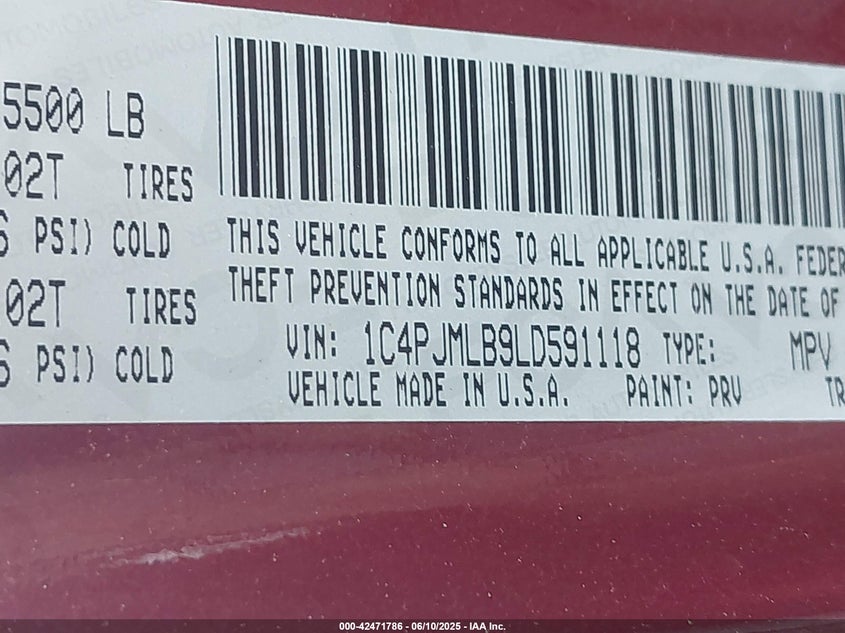 5500 LB
02T TIRES
PSI) COLD
02T TIRES
PSI) COLD
THIS VEHICLE CONFORMS TO ALL APPLICABLE U.S.A. FEDER
THEFT PREVENTION STANDARDS IN EFFECT ON THE DATE OF
VIN: 1C4PJMLB9LD591118 TYPE: MPV
VEHICLE MADE IN U.S.A. PAINT: PRV TR
000-42471786 - 06/10/2025 - IAA Inc.